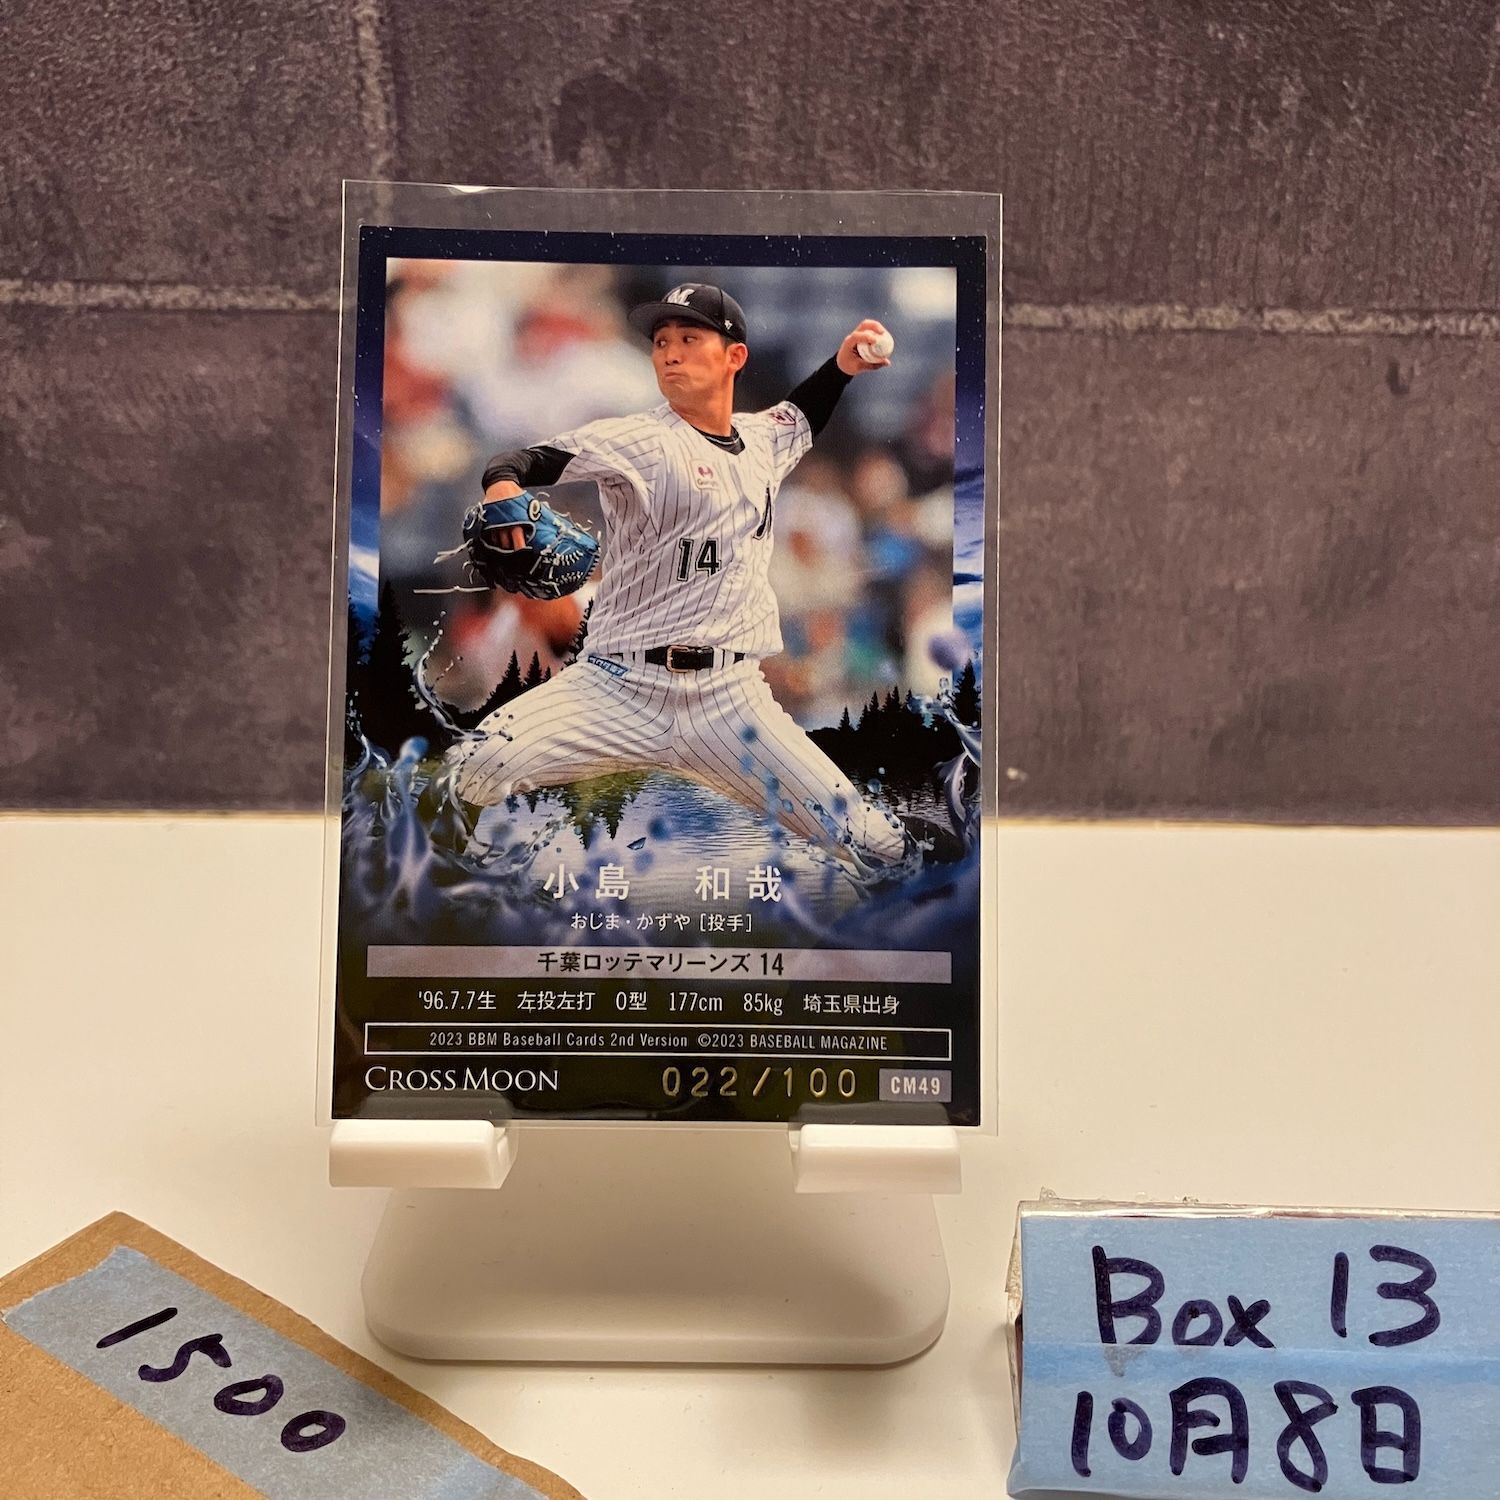 M
14
小島 和哉
おじま・かずや [投手]
千葉ロッテマリーンズ 14
'96.7.7生 左投左打 O型 177cm 85kg 埼玉県出身
2023 BBM Baseball Cards 2nd Version ©2023 BASEBALL MAGAZINE
CROSS MOON 022/100 CM49
1500
Box 13
10月8日